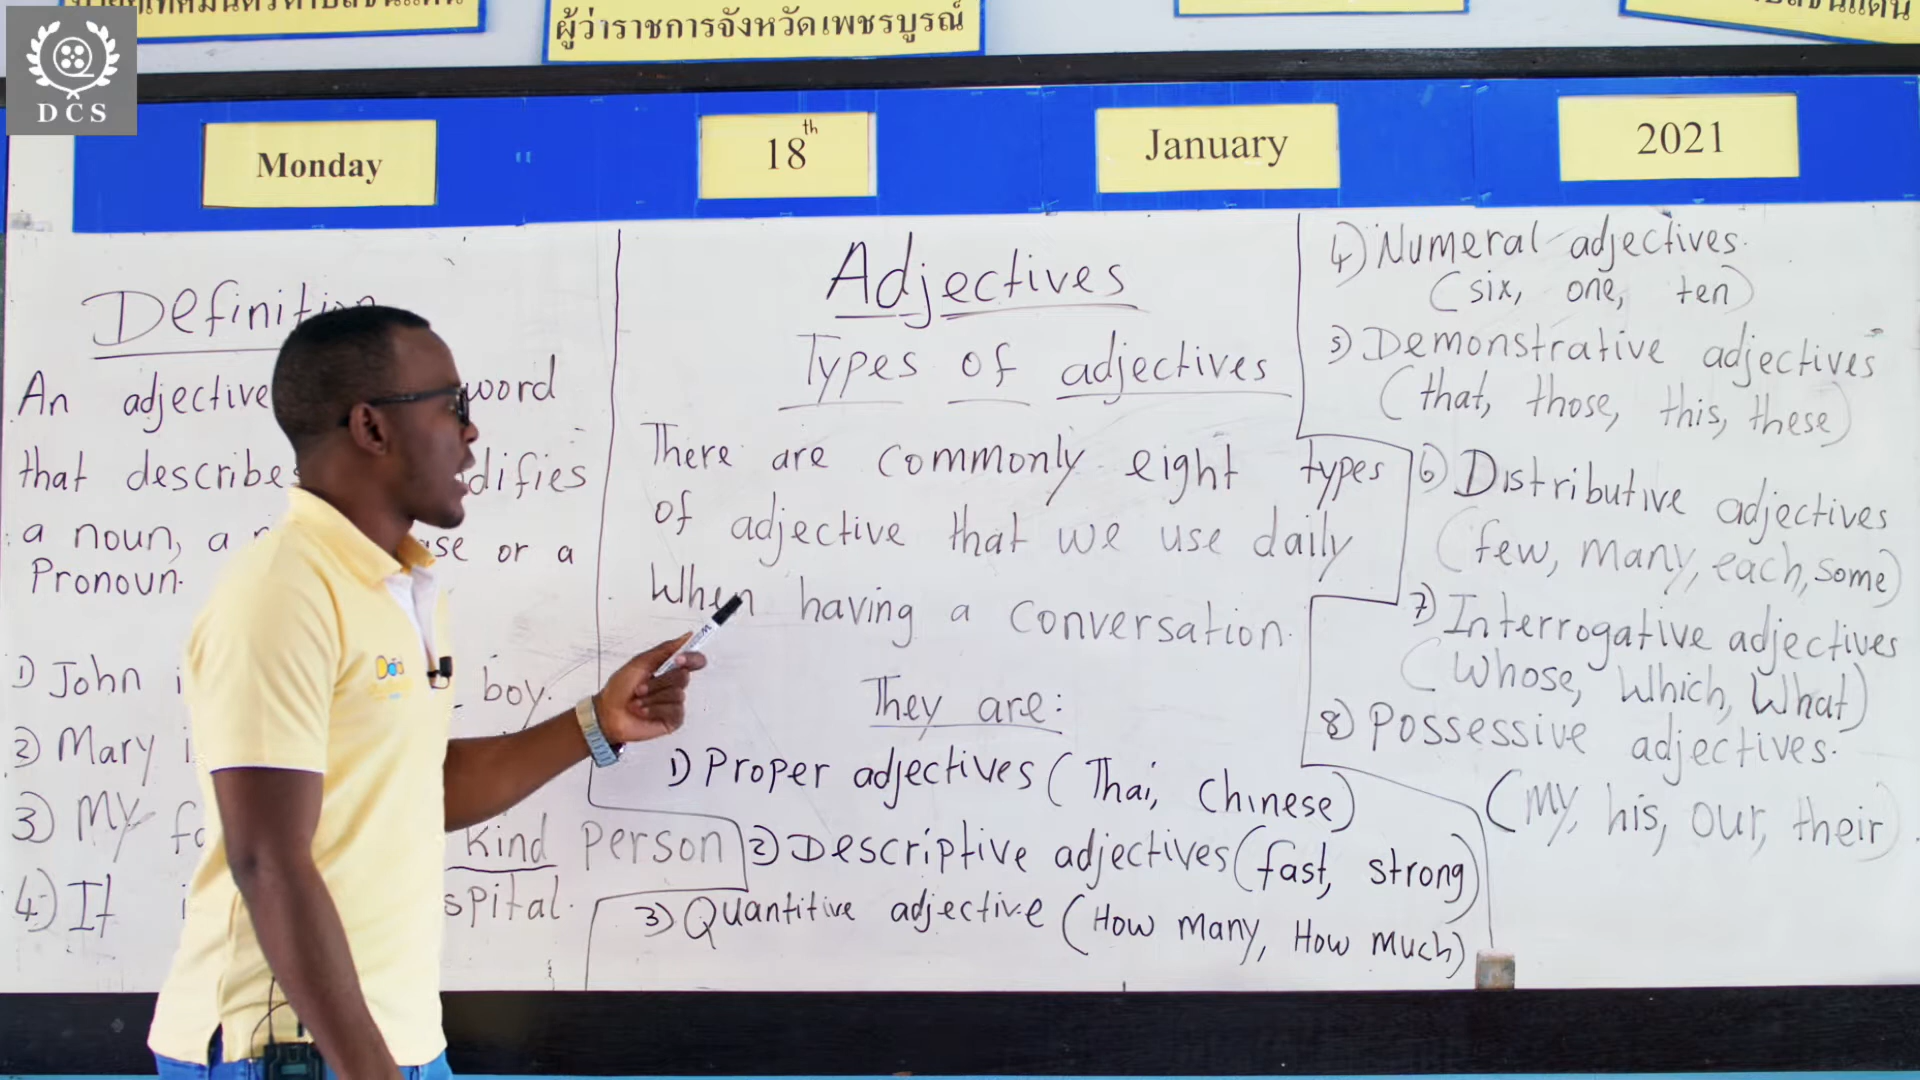 ผู้ว่าราชการจังหวัดเพชรบูรณ์
DCS
Monday
18th
January
2021
Definition
An adjective word
that describe difies
a noun, a or a
Pronoun.
1) John boy.
2) Mary
3) My kind person
4) It spital.
Adjectives
Types of adjectives
There are commonly eight types
of adjective that we use daily
When having a conversation.
They are:
1) Proper adjectives (Thai, Chinese)
2) Descriptive adjectives (fast, strong)
3) Quantitive adjective (How many, How much)
4) Numeral adjectives.
(six, one, ten)
5) Demonstrative adjectives
(that, those, this, these)
6) Distributive adjectives
(few, many, each, some)
7) Interrogative adjectives
(Whose, Which, What)
8) Possessive adjectives.
(My, his, our, their)